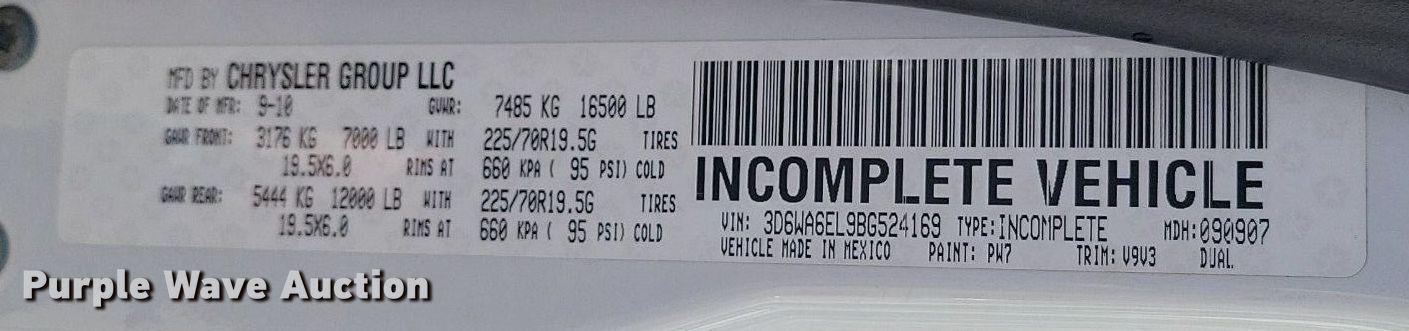 MFD BY CHRYSLER GROUP LLC
DATE OF MFR: 9-10 GVWR: 7485 KG 16500 LB
GAWR FRONT: 3176 KG 7000 LB WITH 225/70R19.5G TIRES
19.5X6.0 RIMS AT 660 KPA ( 95 PSI) COLD
GAWR REAR: 5444 KG 12000 LB WITH 225/70R19.5G TIRES
19.5X6.0 RIMS AT 660 KPA ( 95 PSI) COLD
INCOMPLETE VEHICLE
VIN: 3D6WA6EL9BG524169 TYPE: INCOMPLETE MDH: 090907
VEHICLE MADE IN MEXICO PAINT: PW7 TRIM: V9V3 DUAL
Purple Wave Auction